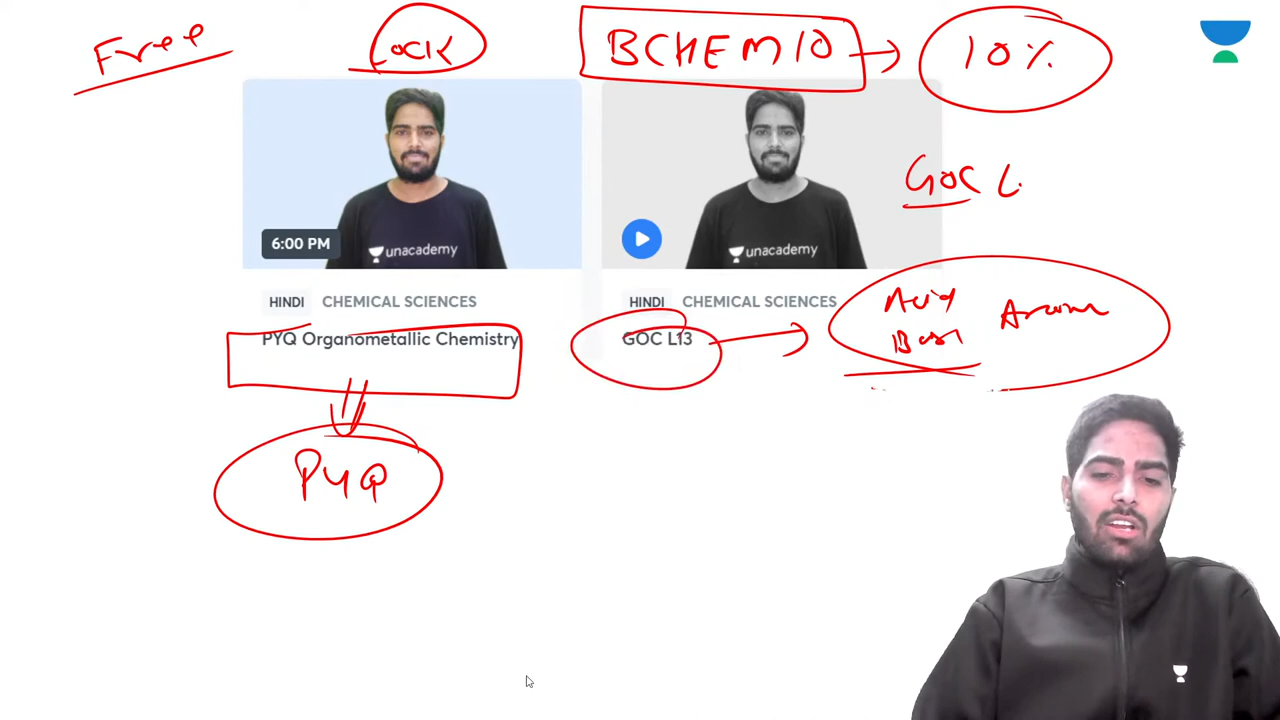 Free
Lock
BCHEM10
10%
GOC L
unacademy
6:00 PM
unacademy
HINDI CHEMICAL SCIENCES
PYQ Organometallic Chemistry
HINDI CHEMICAL SCIENCES
GOC L13
Acid
Base
PYQ